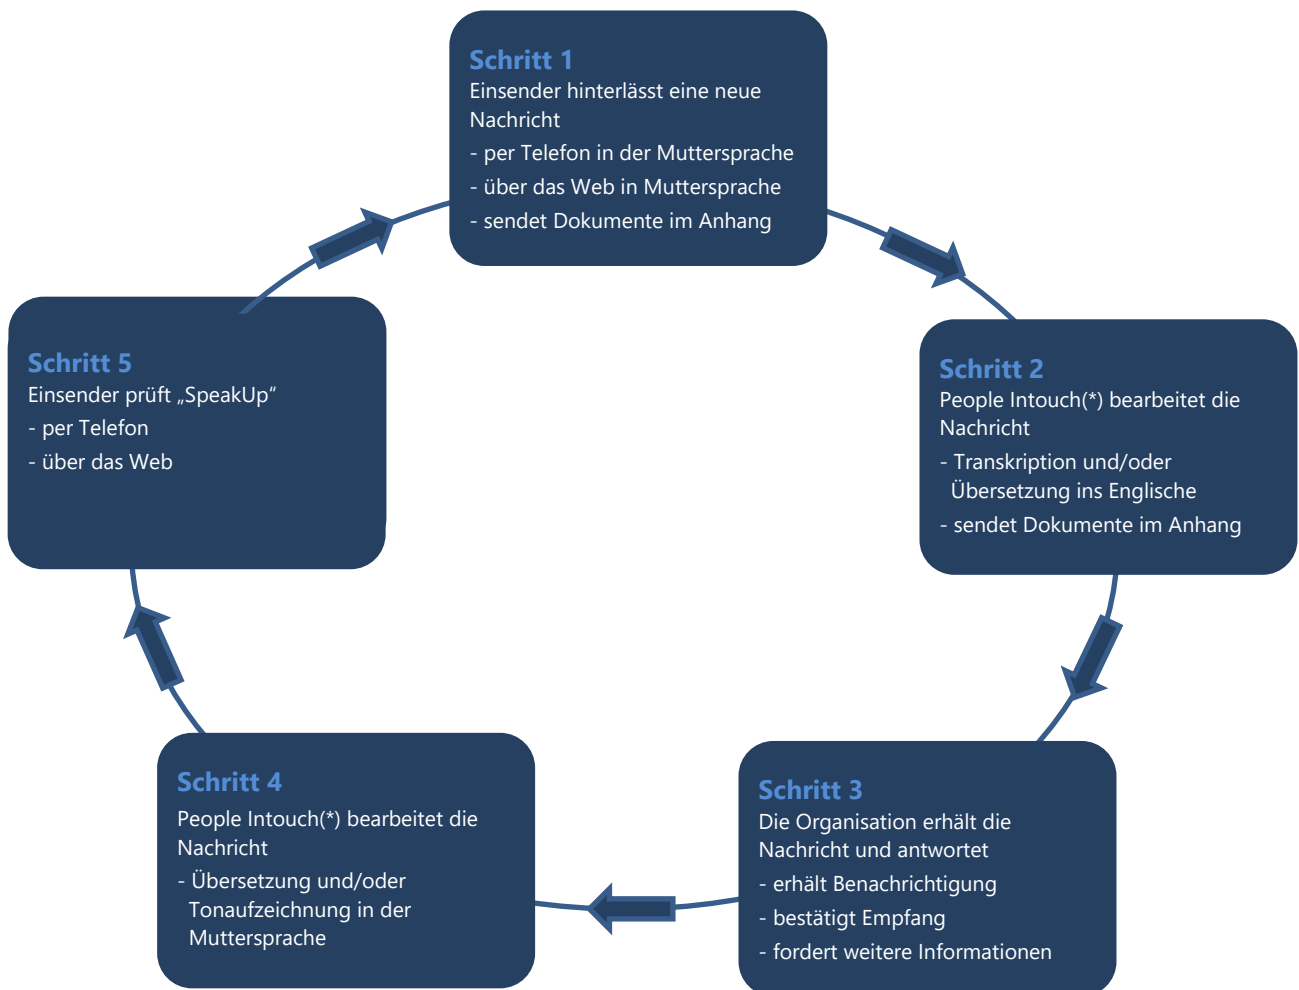 Schritt 1
Einsender hinterlässt eine neue
Nachricht
- per Telefon in der Muttersprache
- über das Web in Muttersprache
- sendet Dokumente im Anhang
Schritt 2
People Intouch(*) bearbeitet die
Nachricht
- Transkription und/oder
Übersetzung ins Englische
- sendet Dokumente im Anhang
Schritt 3
Die Organisation erhält die
Nachricht und antwortet
- erhält Benachrichtigung
- bestätigt Empfang
- fordert weitere Informationen
Schritt 4
People Intouch(*) bearbeitet die
Nachricht
- Übersetzung und/oder
Tonaufzeichnung in der
Muttersprache
Schritt 5
Einsender prüft „SpeakUp“
- per Telefon
- über das Web